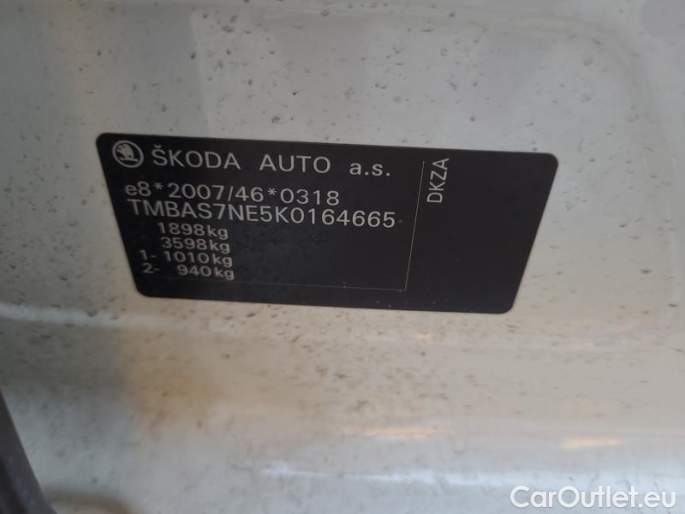 ŠKODA AUTO a.s.
e8*2007/46*0318
TMBAS7NE5K0164665
1898kg
3598kg
1- 1010kg
2- 940kg
DKZA
CarOutlet.eu